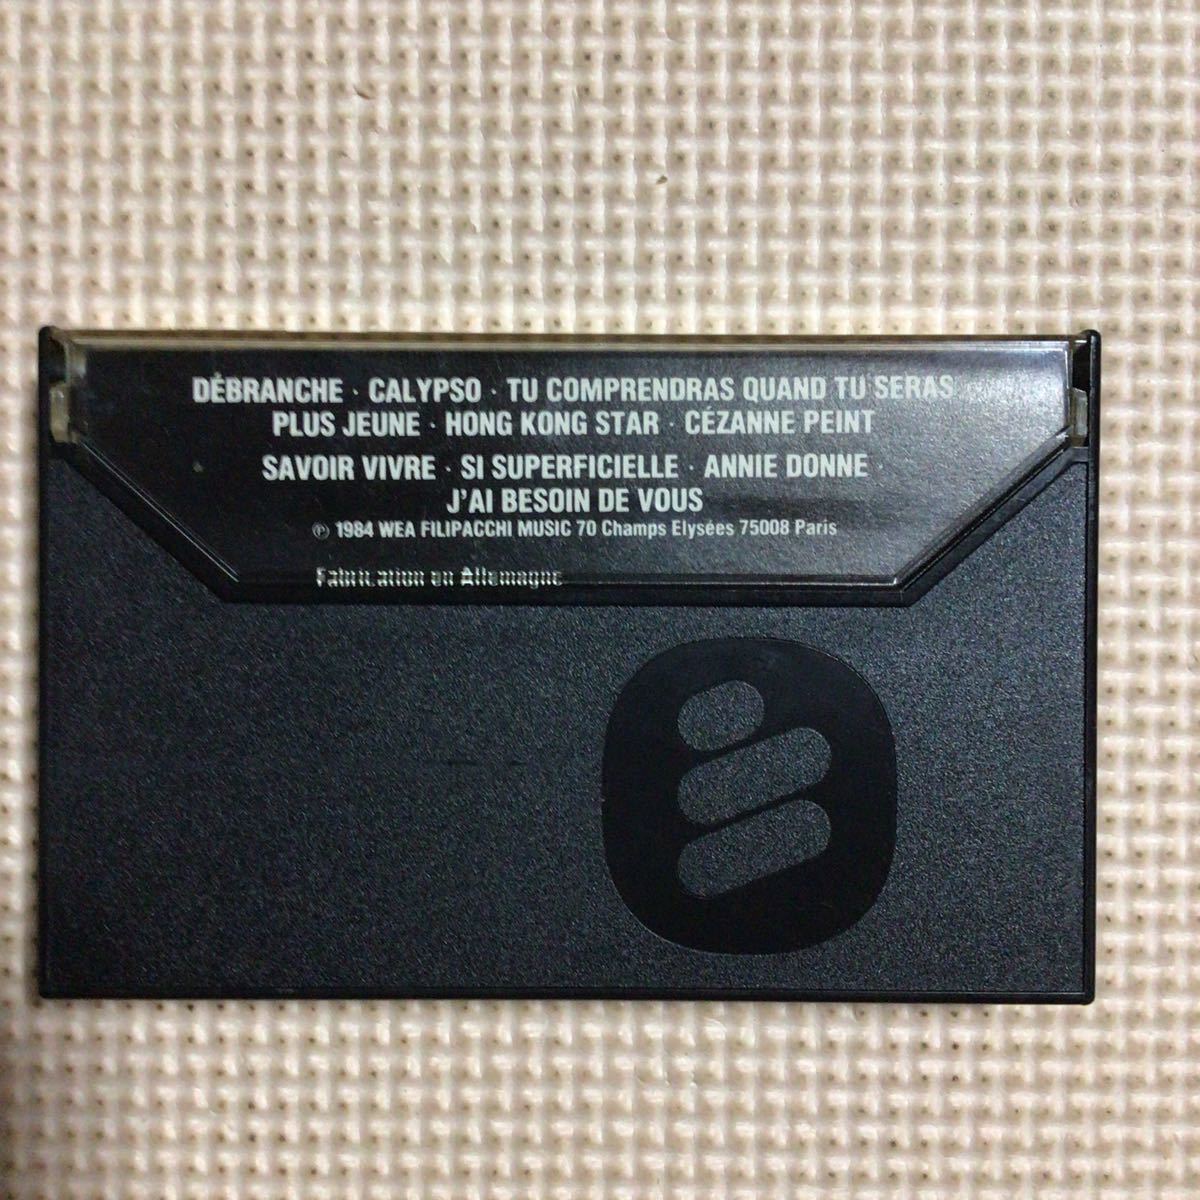 DÉBRANCHE · CALYPSO · TU COMPRENDRAS QUAND TU SERAS
PLUS JEUNE · HONG KONG STAR · CÉZANNE PEINT
SAVOIR VIVRE · SI SUPERFICIELLE · ANNIE DONNE ·
J'AI BESOIN DE VOUS
℗ 1984 WEA FILIPACCHI MUSIC 70 Champs Elysées 75008 Paris
Fabrication en Allemagne